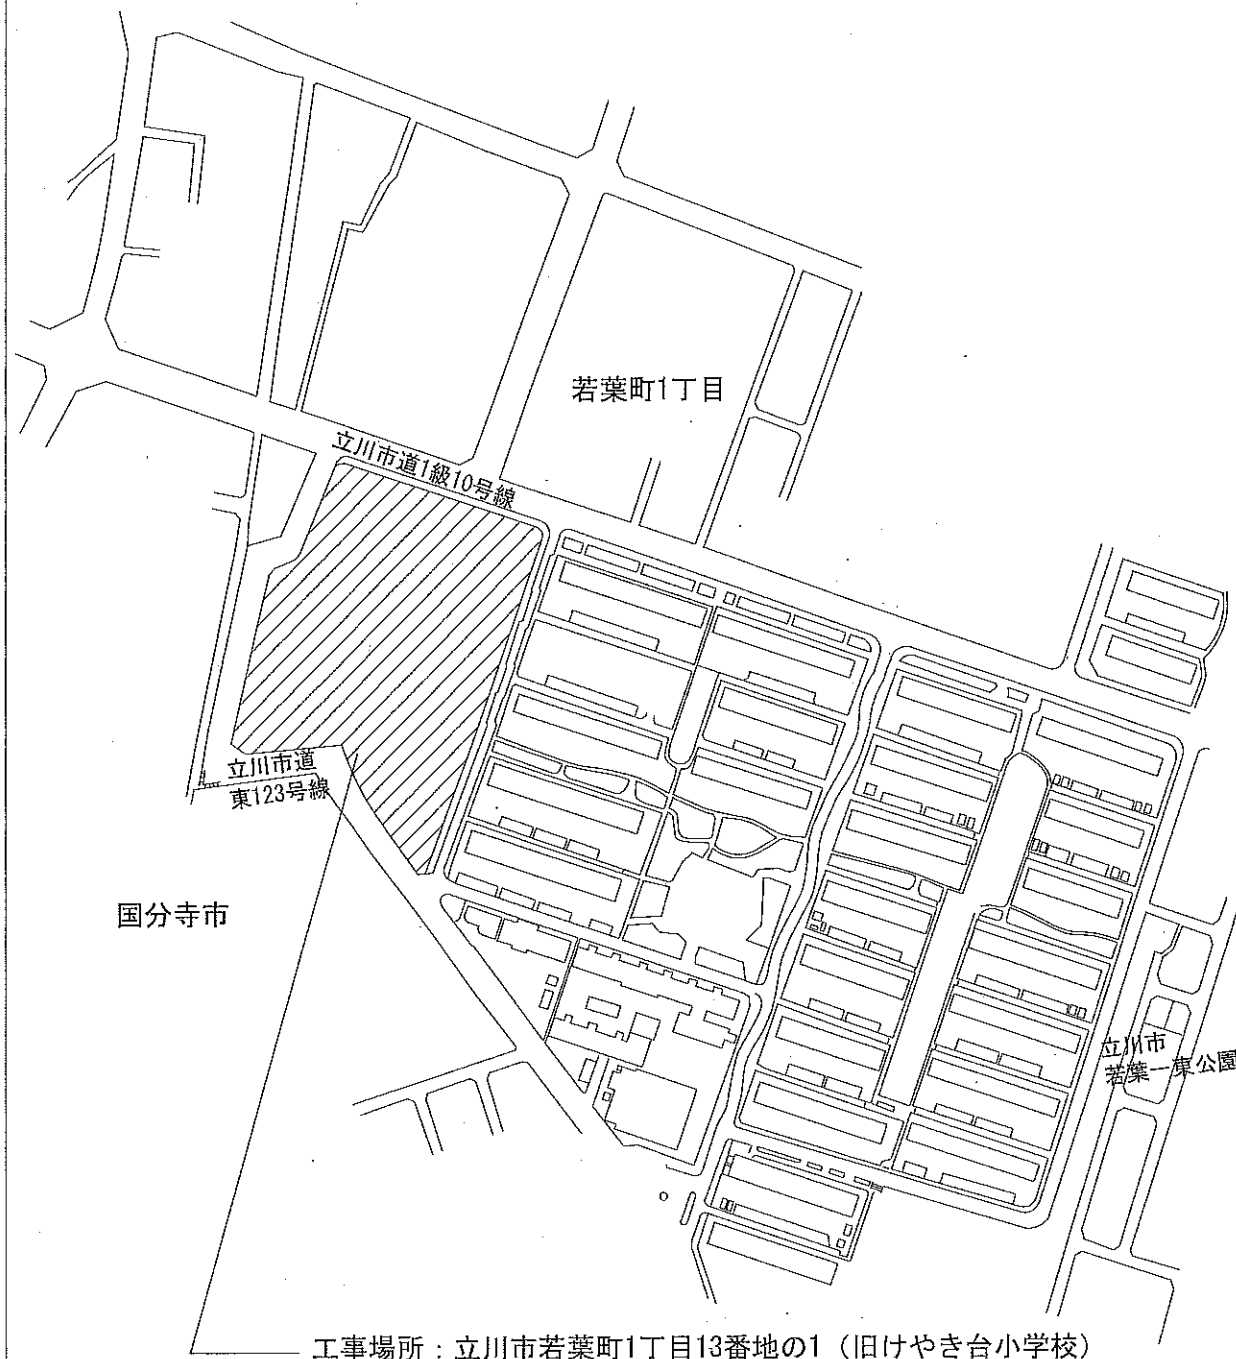 若葉町1丁目
立川市道1級10号線
立川市道
東123号線
国分寺市
立川市
若葉一東公園
工事場所：立川市若葉町1丁目13番地の1（旧けやき台小学校）